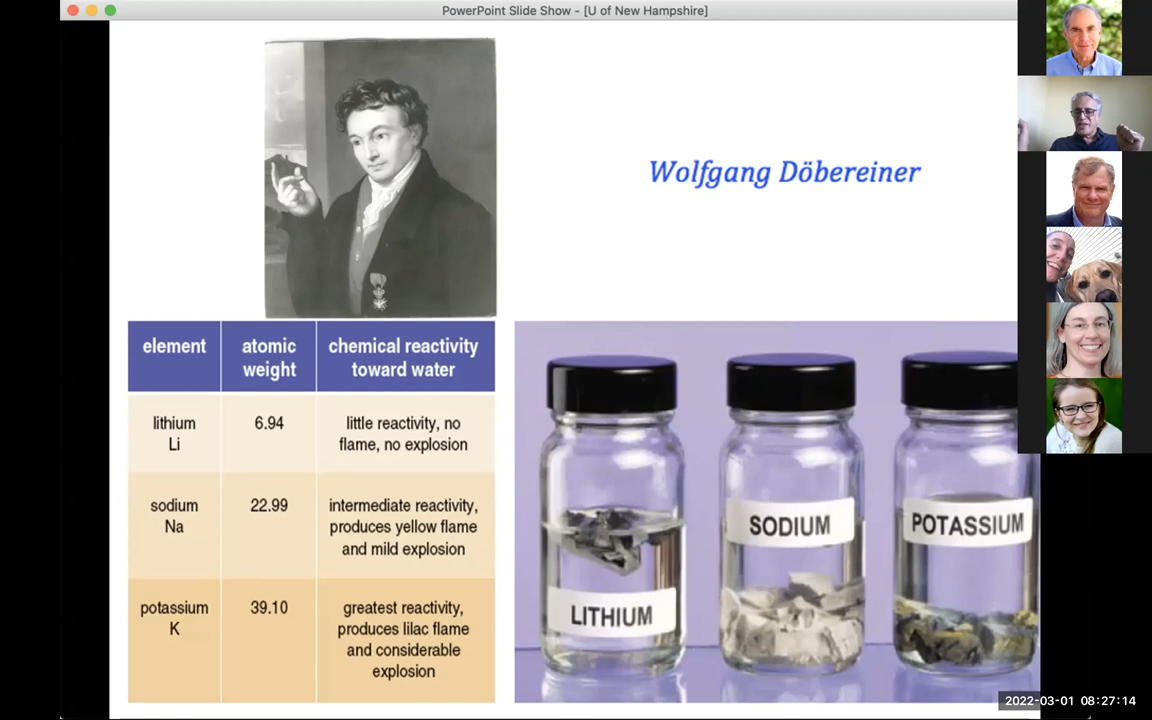 PowerPoint Slide Show - [U of New Hampshire]
Wolfgang Döbereiner
element
atomic
weight
chemical reactivity
toward water
lithium
Li
6.94
little reactivity, no
flame, no explosion
sodium
Na
22.99
intermediate reactivity,
produces yellow flame
and mild explosion
potassium
K
39.10
greatest reactivity,
produces lilac flame
and considerable
explosion
LITHIUM
SODIUM
POTASSIUM
2022-03-01 08:27:14